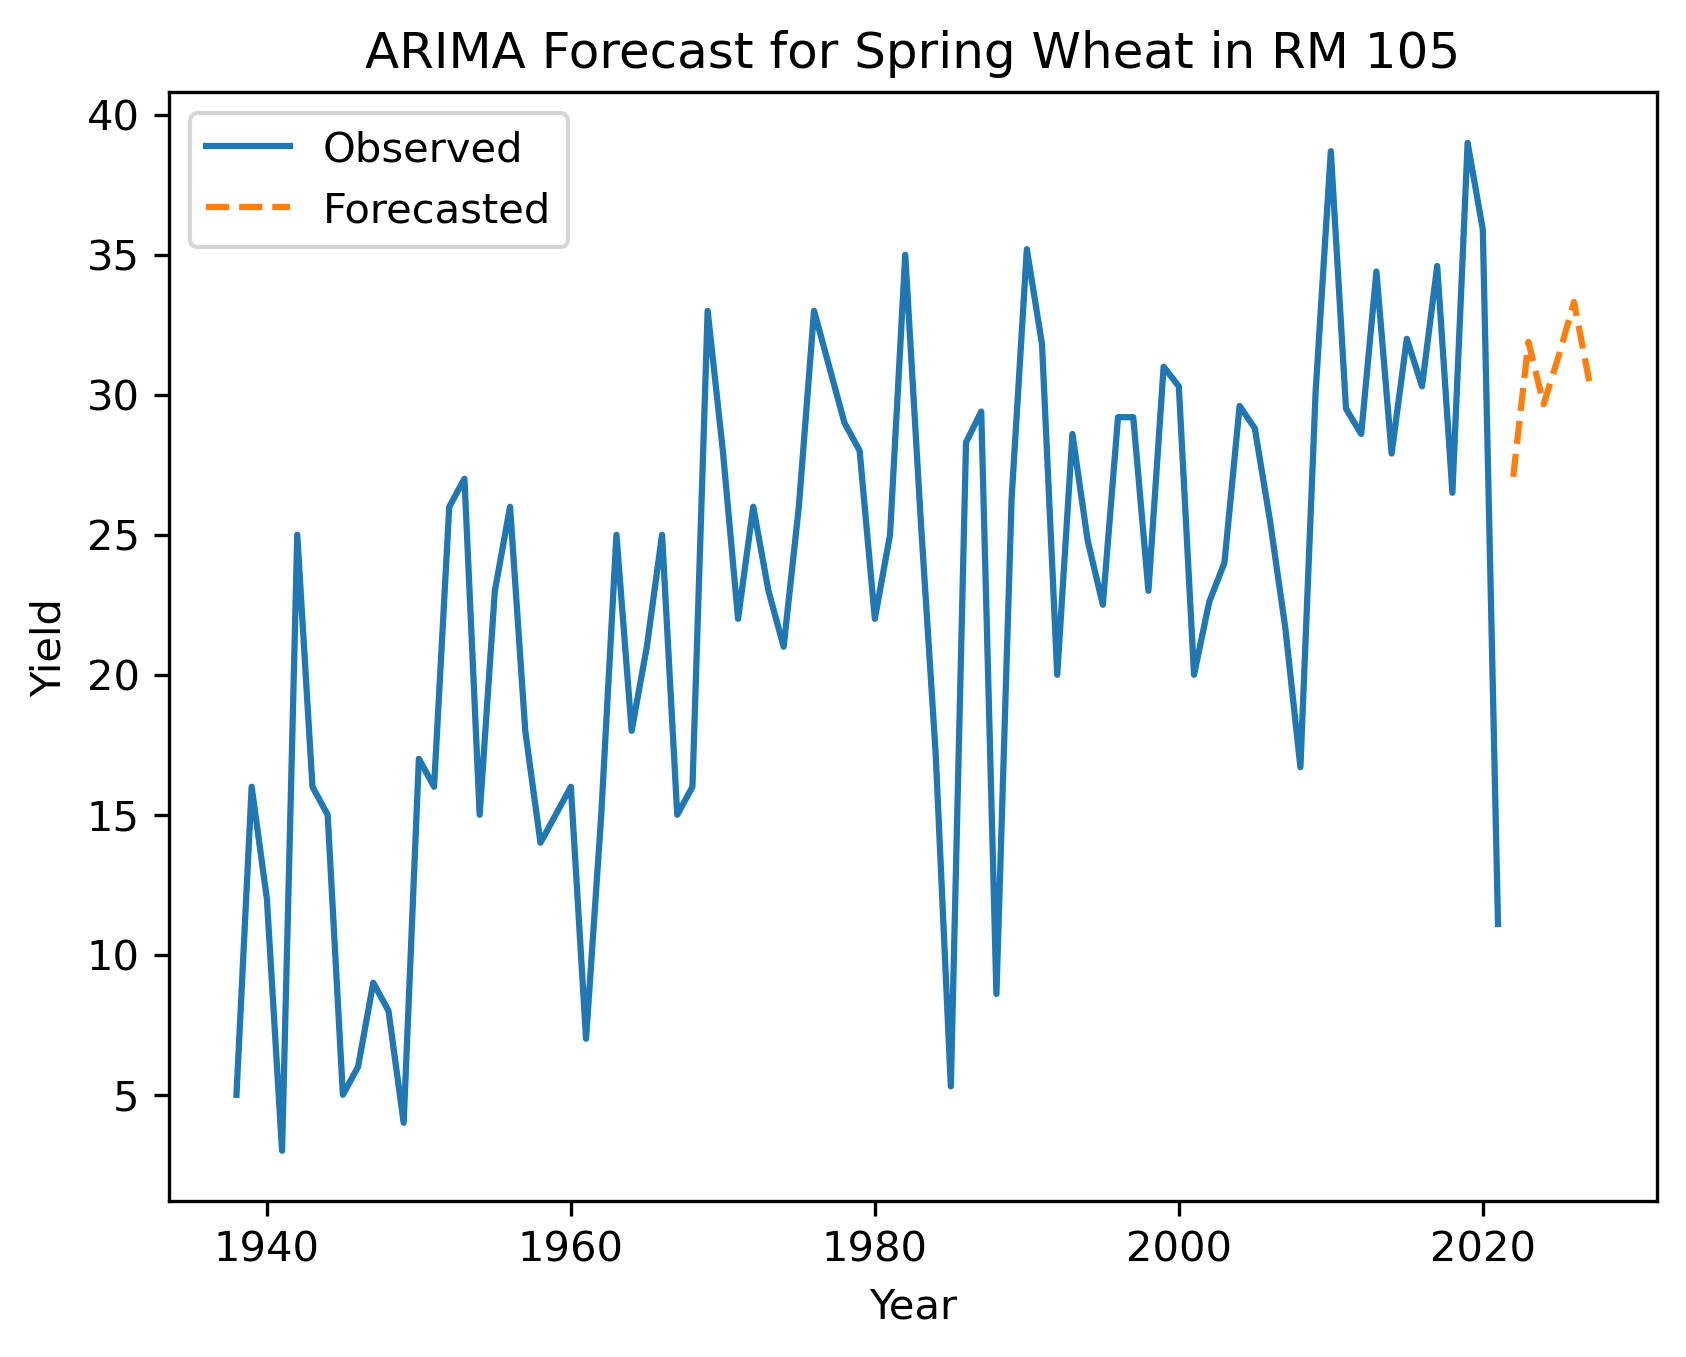 ARIMA Forecast for Spring Wheat in RM 105
Observed
Forecasted
40
35
30
25
20
15
10
5
Yield
1940 1960 1980 2000 2020
Year